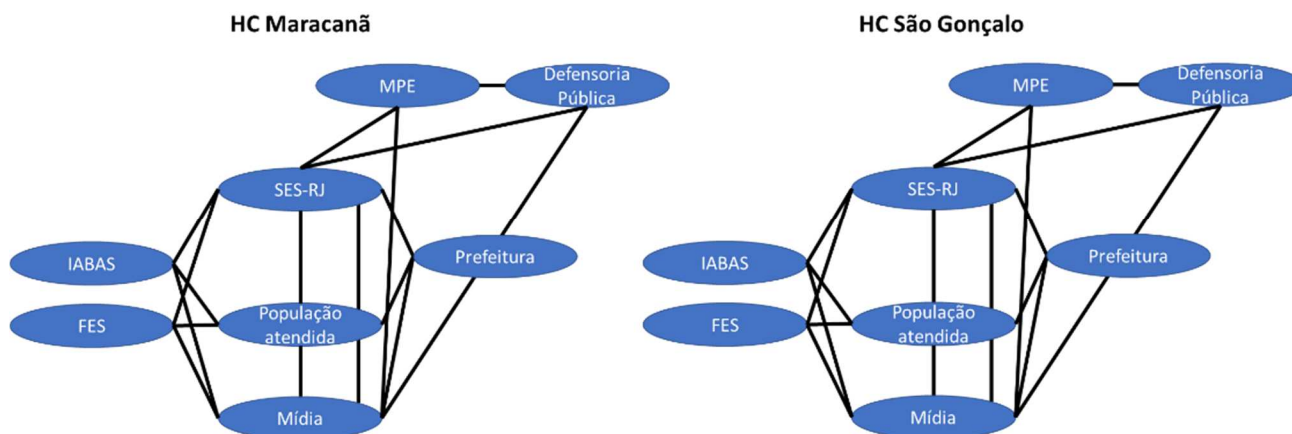 HC Maracanã
MPE
Defensoria
Pública
SES-RJ
IABAS
Prefeitura
FES
População
atendida
Mídia
HC São Gonçalo
MPE
Defensoria
Pública
SES-RJ
IABAS
Prefeitura
FES
População
atendida
Mídia